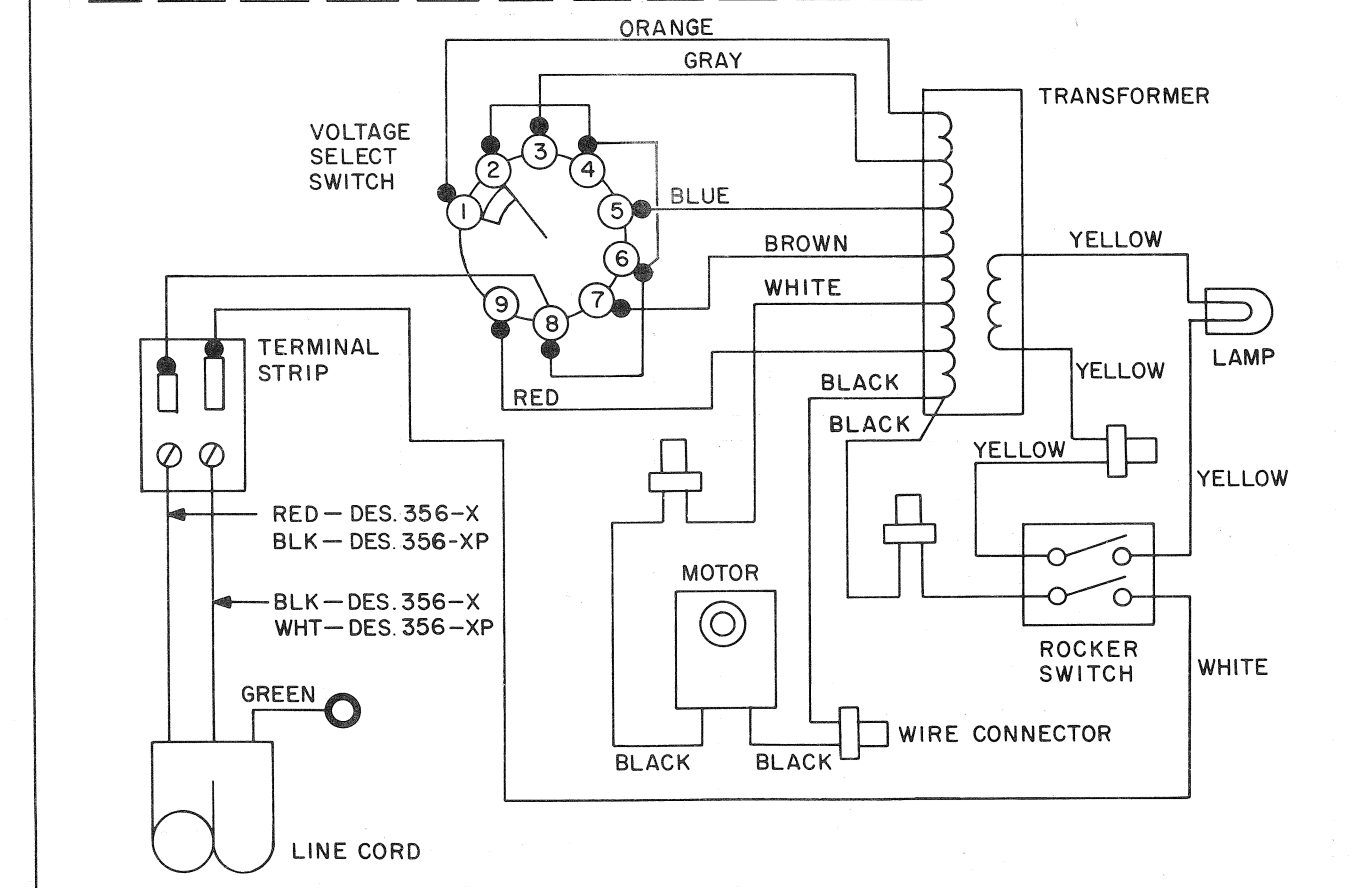 ORANGE
GRAY
TRANSFORMER
VOLTAGE
SELECT
SWITCH
1
2
3
4
5
6
7
8
9
BLUE
BROWN
WHITE
YELLOW
LAMP
TERMINAL
STRIP
RED
BLACK
BLACK
YELLOW
YELLOW
YELLOW
RED—DES. 356-X
BLK—DES. 356-XP
BLK—DES. 356-X
WHT—DES. 356-XP
MOTOR
ROCKER
SWITCH
WHITE
GREEN
BLACK
BLACK
WIRE CONNECTOR
LINE CORD